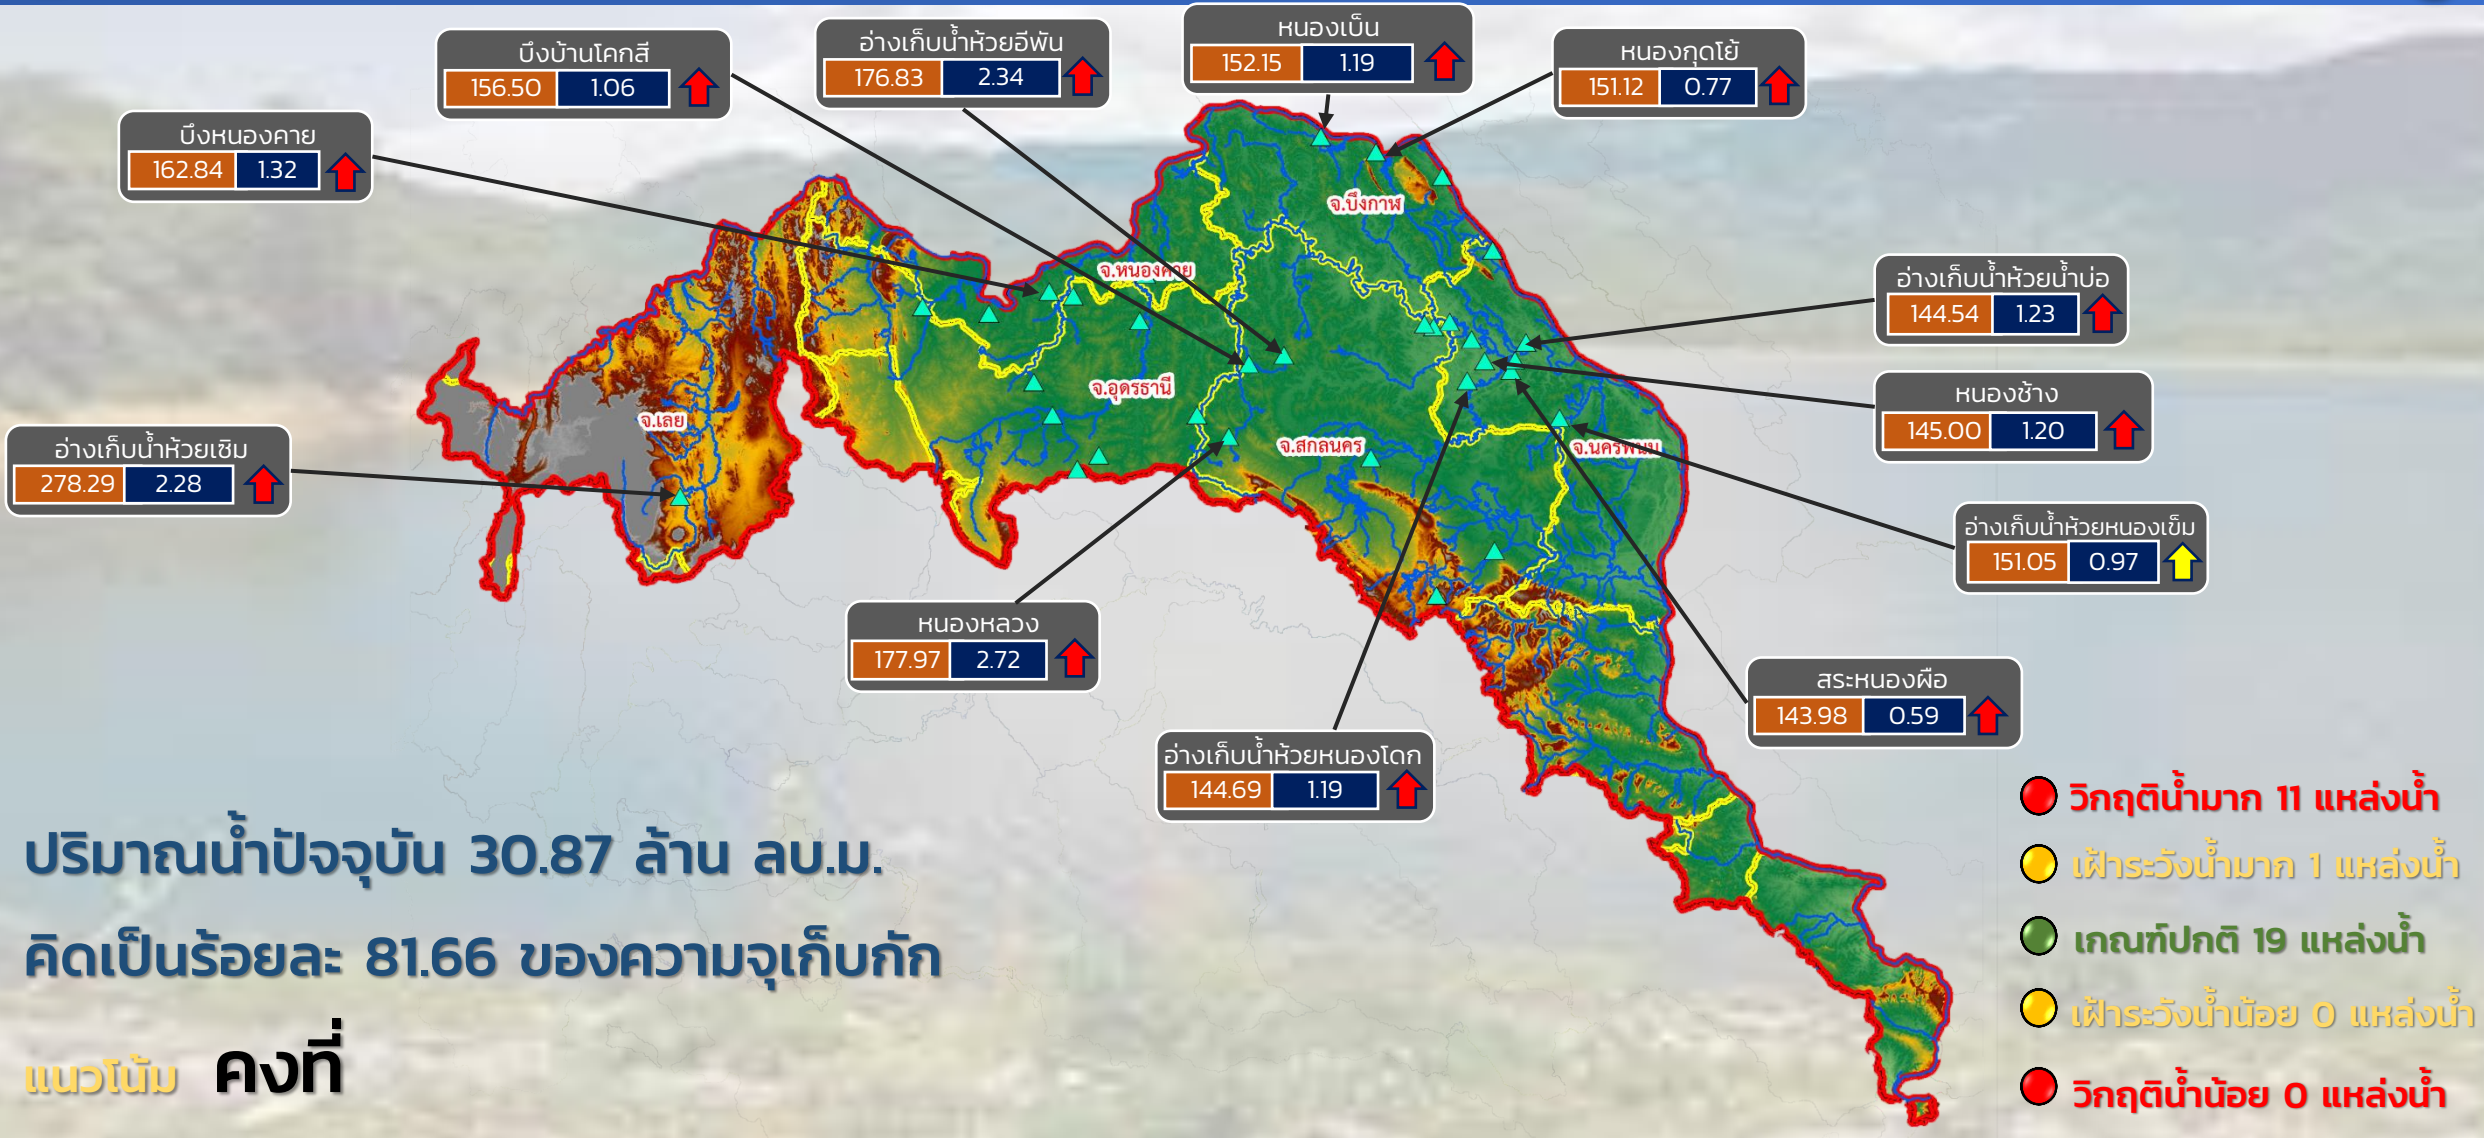 หนองเบ็น
152.15 1.19
อ่างเก็บน้ำห้วยอีพัน
176.83 2.34
บึงบ้านโคกสี
156.50 1.06
หนองกุดโย้
151.12 0.77
บึงหนองคาย
162.84 1.32
จ.บึงกาฬ
จ.หนองคาย
อ่างเก็บน้ำห้วยน้ำบ่อ
144.54 1.23
จ.อุดรธานี
หนองช้าง
145.00 1.20
จ.เลย
จ.สกลนคร
จ.นครพนม
อ่างเก็บน้ำห้วยเซิม
278.29 2.28
อ่างเก็บน้ำห้วยหนองเข็ม
151.05 0.97
หนองหลวง
177.97 2.72
สระหนองผือ
143.98 0.59
อ่างเก็บน้ำห้วยหนองโดก
144.69 1.19
ปริมาณน้ำปัจจุบัน 30.87 ล้าน ลบ.ม.
คิดเป็นร้อยละ 81.66 ของความจุเก็บกัก
แนวโน้ม คงที่
วิกฤติน้ำมาก 11 แหล่งน้ำ
เฝ้าระวังน้ำมาก 1 แหล่งน้ำ
เกณฑ์ปกติ 19 แหล่งน้ำ
เฝ้าระวังน้ำน้อย 0 แหล่งน้ำ
วิกฤติน้ำน้อย 0 แหล่งน้ำ